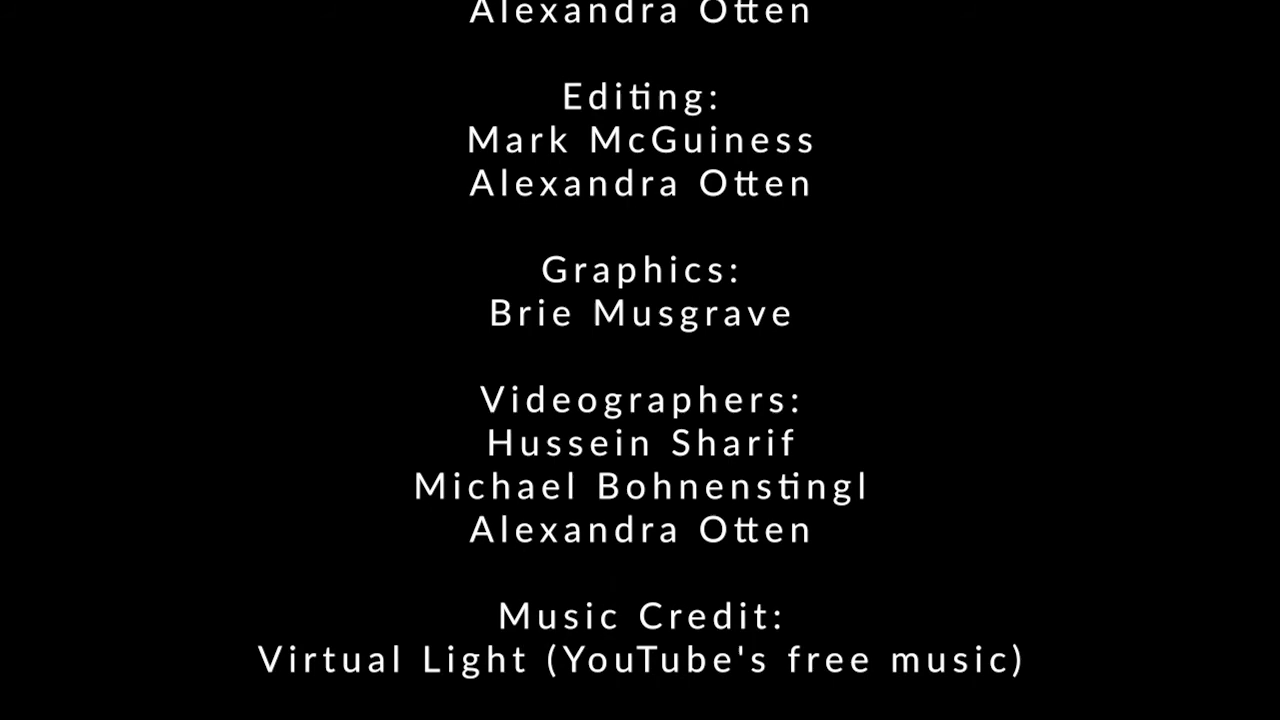 Alexandra Otten
Editing:
Mark McGuiness
Alexandra Otten
Graphics:
Brie Musgrave
Videographers:
Hussein Sharif
Michael Bohnenstingl
Alexandra Otten
Music Credit:
Virtual Light (YouTube's free music)